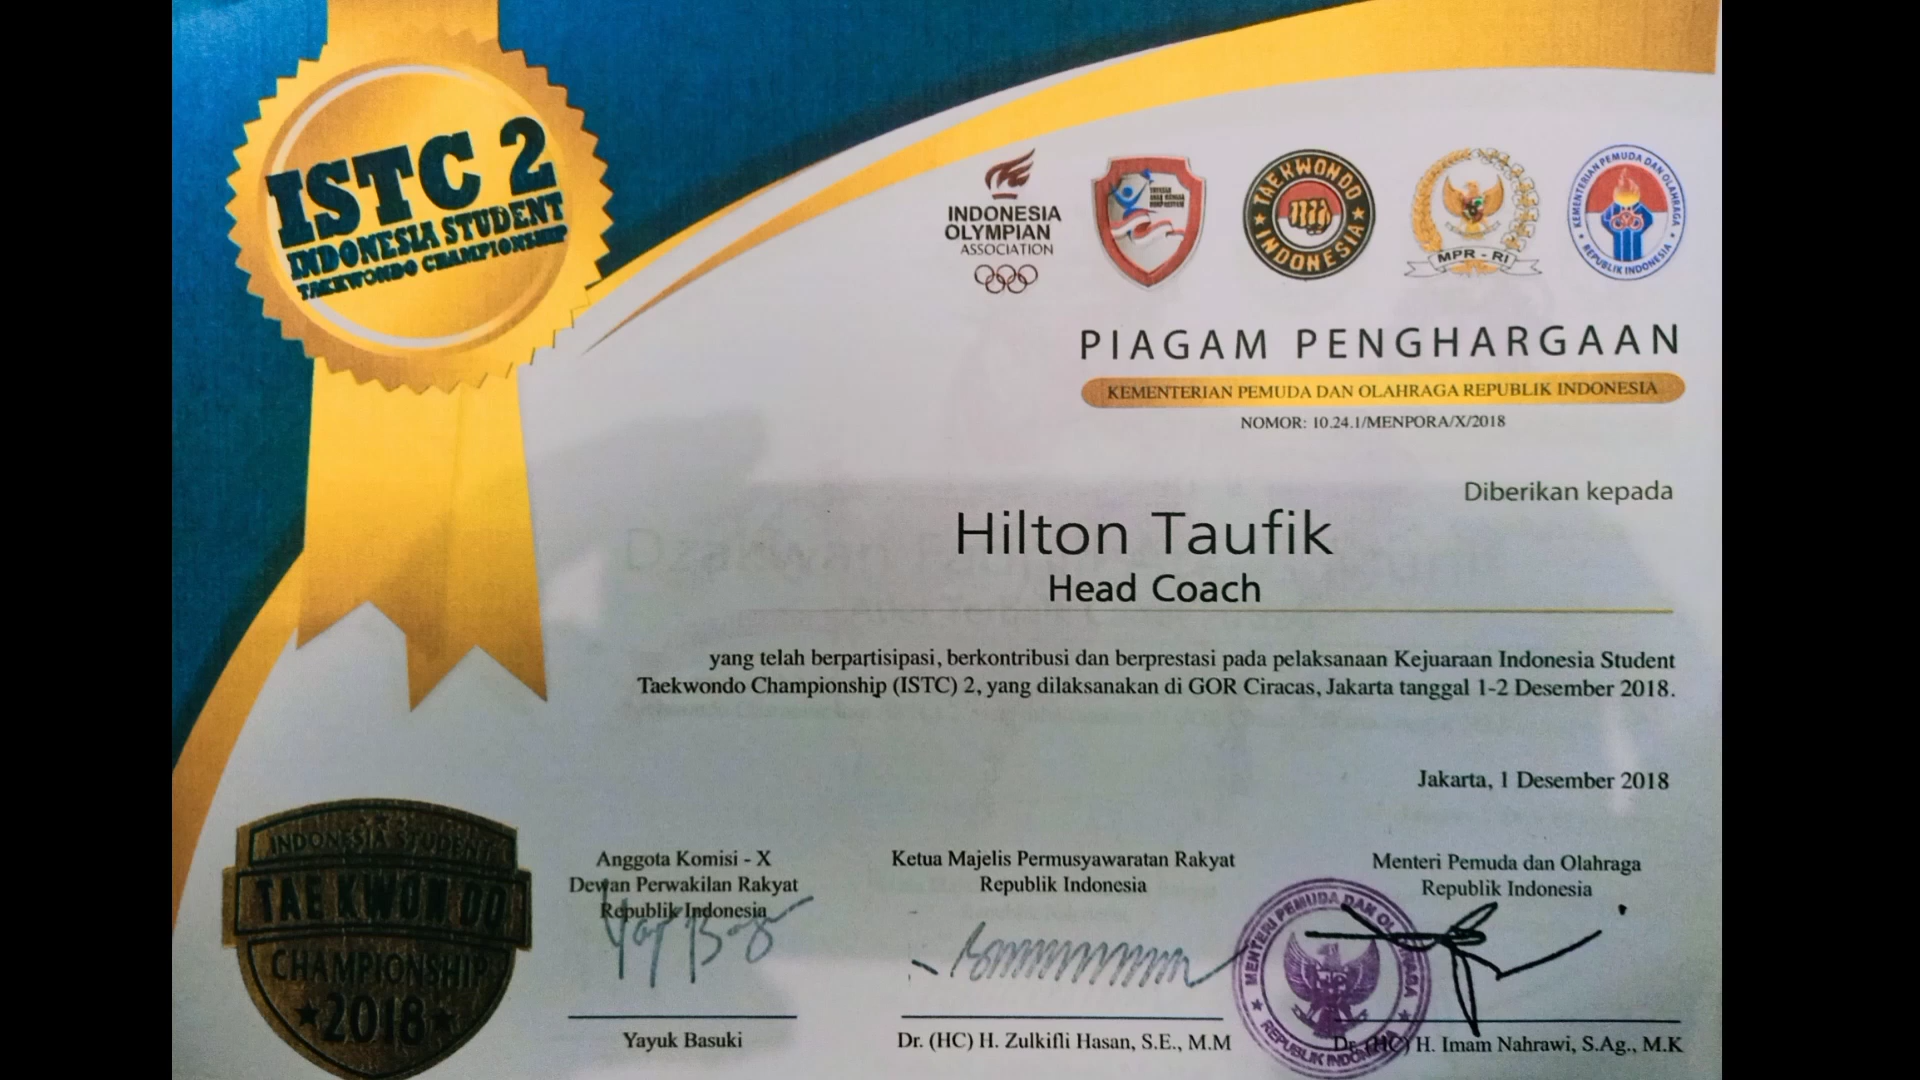 ISTC 2
INDONESIA STUDENT
TAEKWONDO CHAMPIONSHIP
INDONESIA
OLYMPIAN
ASSOCIATION
TAEKWONDO
INDONESIA
MPR - RI
KEMENTERIAN PEMUDA DAN OLAHRAGA
REPUBLIK INDONESIA
PIAGAM PENGHARGAAN
KEMENTERIAN PEMUDA DAN OLAHRAGA REPUBLIK INDONESIA
NOMOR: 10.24.1/MENPORA/X/2018
Diberikan kepada
Hilton Taufik
Head Coach
yang telah berpartisipasi, berkontribusi dan berprestasi pada pelaksanaan Kejuaraan Indonesia Student
Taekwondo Championship (ISTC) 2, yang dilaksanakan di GOR Ciracas, Jakarta tanggal 1-2 Desember 2018.
Jakarta, 1 Desember 2018
INDONESIA STUDENT
TAEKWONDO
CHAMPIONSHIP
2018
Anggota Komisi - X
Dewan Perwakilan Rakyat
Republik Indonesia
Yayuk Basuki
Ketua Majelis Permusyawaratan Rakyat
Republik Indonesia
Dr. (HC) H. Zulkifli Hasan, S.E., M.M
Menteri Pemuda dan Olahraga
Republik Indonesia
MENTERI PEMUDA DAN OLAHRAGA
REPUBLIK INDONESIA
Dr. (HC) H. Imam Nahrawi, S.Ag., M.K